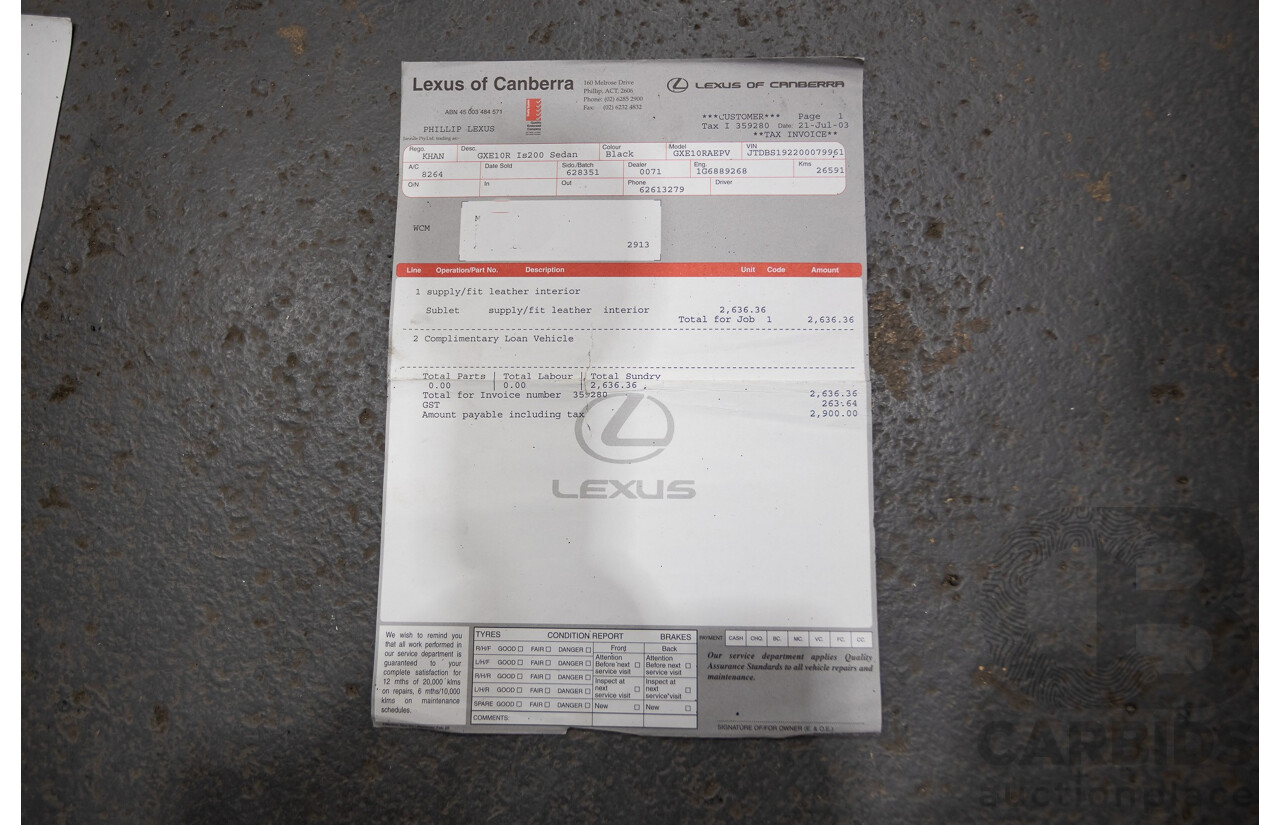 Lexus of Canberra
160 Melrose Drive
Phillip, ACT, 2606
Phone: (02) 6285 2900
Fax: (02) 6232 4832
LEXUS OF CANBERRA
ABN 45 003 484 571
PHILLIP LEXUS
***CUSTOMER*** Page 1
Tax I 359280 Date: 21-Jul-03
**TAX INVOICE**
Rego. KHAN
Desc. GXE10R Is200 Sedan
Colour Black
Model GXE10RAEPV
VIN JTDBS192200079961
A/C 8264
Date Sold
Sido./Batch 628351
Dealer 0071
Eng. 1G6889268
Kms 26591
O/N
In
Out
Phone 62613279
Driver
WCM
2913
Line Operation/Part No. Description Unit Code Amount
1 supply/fit leather interior
Sublet supply/fit leather interior 2,636.36
Total for Job 1 2,636.36
2 Complimentary Loan Vehicle
Total Parts | Total Labour | Total Sundry
0.00 | 0.00 | 2,636.36
Total for Invoice number 359280 2,636.36
GST 263.64
Amount payable including tax 2,900.00
LEXUS
We wish to remind you
that all work performed in
our service department is
guaranteed to your
complete satisfaction for
12 mths of 20,000 klms
on repairs, 6 mths/10,000
klms on maintenance
schedules.
TYRES CONDITION REPORT BRAKES
R/H/F GOOD FAIR DANGER Front Back
L/H/F GOOD FAIR DANGER Attention Before next service visit Attention Before next service visit
R/H/R GOOD FAIR DANGER
L/H/R GOOD FAIR DANGER Inspect at next service visit Inspect at next service visit
SPARE GOOD FAIR DANGER New New
COMMENTS:
PAYMENT CASH CHQ. BC. MC. VC. FC. CC.
Our service department applies Quality
Assurance Standards to all vehicle repairs and
maintenance.
SIGNATURE OF/FOR OWNER (E & O.E.)
CARBIDS
auctionplace